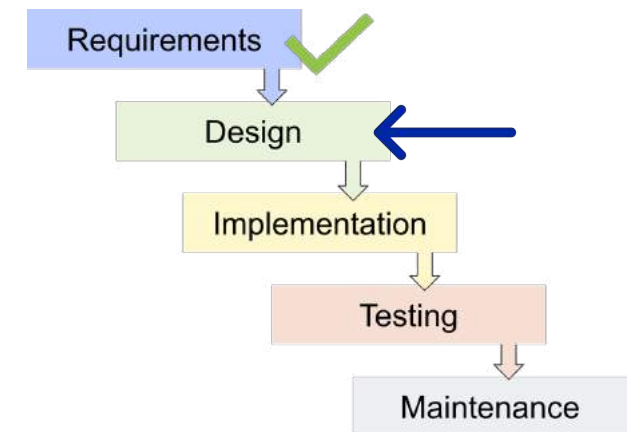 Requirements
Design
Implementation
Testing
Maintenance